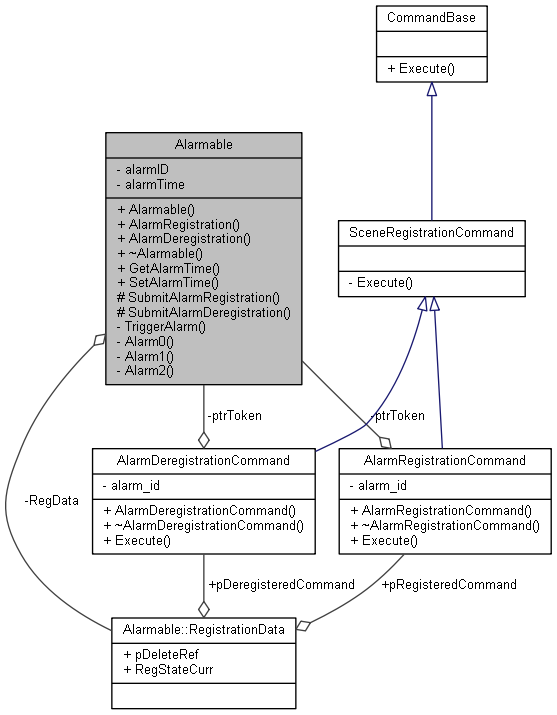 CommandBase
+ Execute()
Alarmable
- alarmID
- alarmTime
+ Alarmable()
+ AlarmRegistration()
+ AlarmDeregistration()
+ ~Alarmable()
+ GetAlarmTime()
+ SetAlarmTime()
# SubmitAlarmRegistration()
# SubmitAlarmDeregistration()
- TriggerAlarm()
- Alarm0()
- Alarm1()
- Alarm2()
SceneRegistrationCommand
- Execute()
-ptrToken
-ptrToken
-RegData
AlarmDeregistrationCommand
- alarm_id
+ AlarmDeregistrationCommand()
+ ~AlarmDeregistrationCommand()
+ Execute()
AlarmRegistrationCommand
- alarm_id
+ AlarmRegistrationCommand()
+ ~AlarmRegistrationCommand()
+ Execute()
+pDeregisteredCommand
+pRegisteredCommand
Alarmable::RegistrationData
+ pDeleteRef
+ RegStateCurr